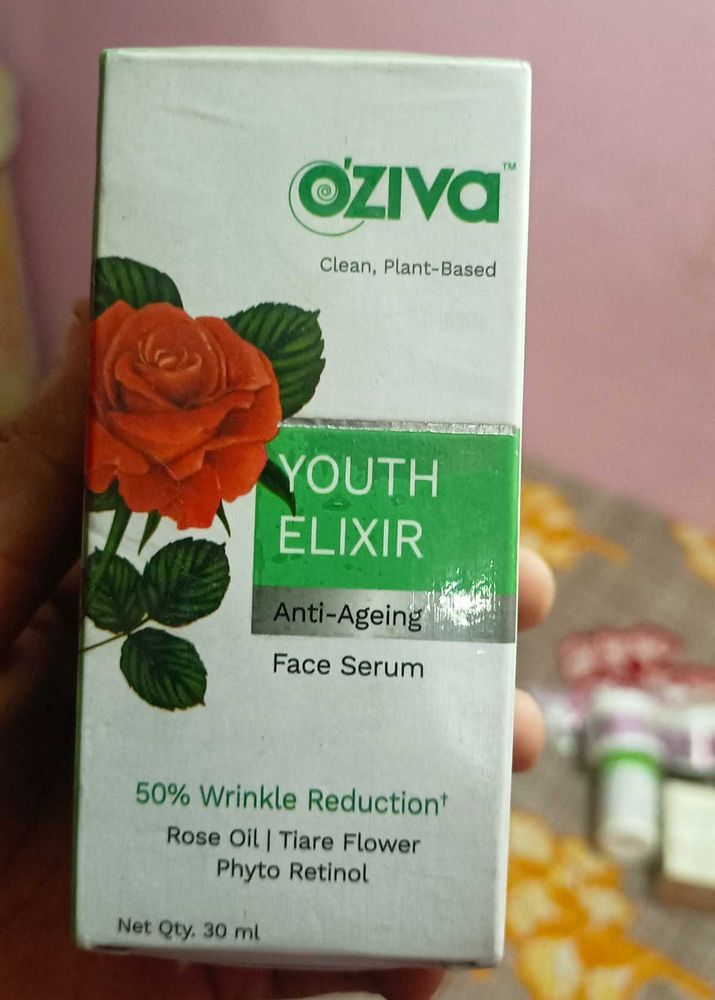 O'ZIVA™
Clean, Plant-Based
YOUTH
ELIXIR
Anti-Ageing
Face Serum
50% Wrinkle Reduction†
Rose Oil | Tiare Flower
Phyto Retinol
Net Qty. 30 ml